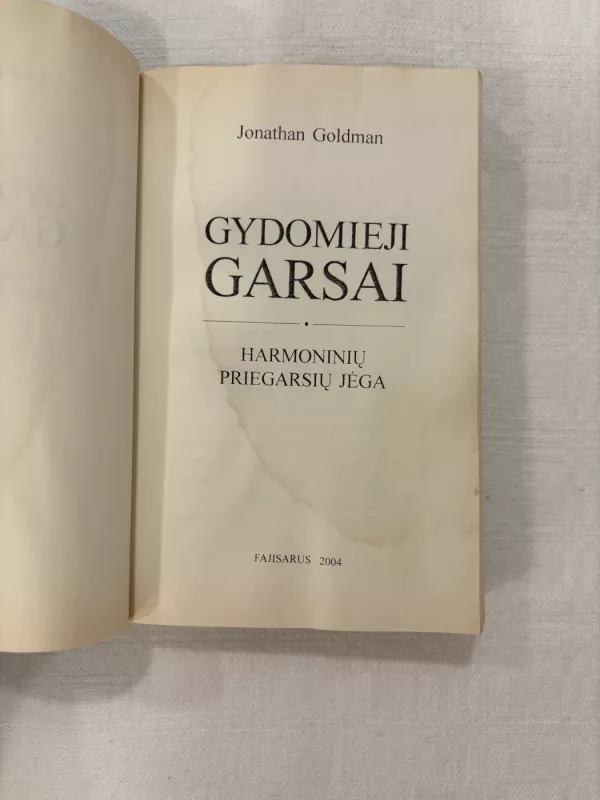 Jonathan Goldman
GYDOMIEJI
GARSAI
HARMONINIŲ
PRIEGARSIŲ JĖGA
FAJISARUS 2004